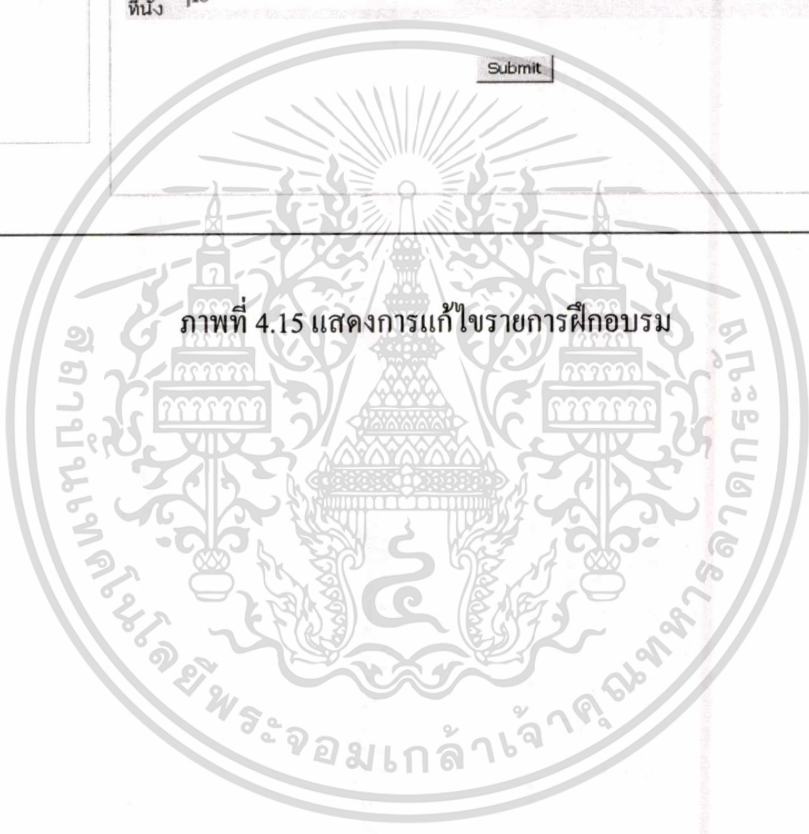 ที่นั่ง
Submit
ภาพที่ 4.15 แสดงการแก้ไขรายการฝึกอบรม
สถาบันเทคโนโลยีพระจอมเกล้าเจ้าคุณทหารลาดกระบัง